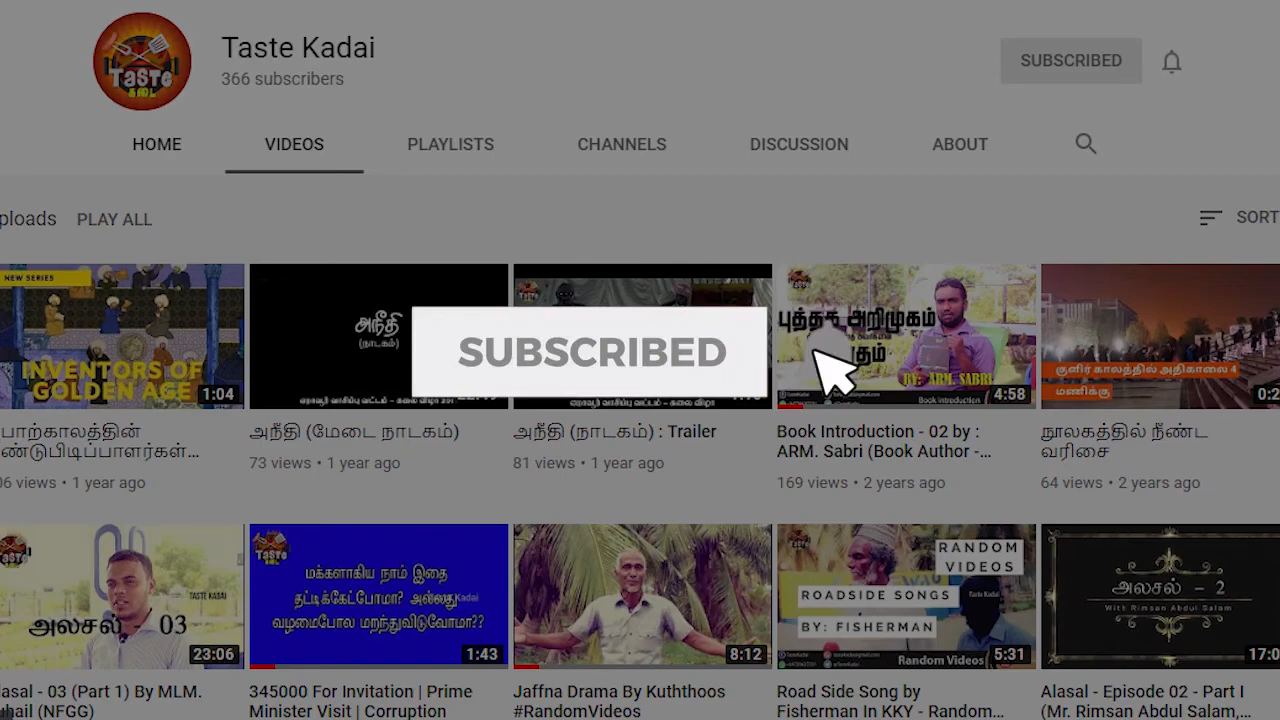 Taste Kadai
366 subscribers
SUBSCRIBED
HOME VIDEOS PLAYLISTS CHANNELS DISCUSSION ABOUT
ploads PLAY ALL SORT
NEW SERIES
INVENTORS OF
GOLDEN AGE
1:04
அநீதி
(நாடகம்)
SUBSCRIBED
புத்தக அறிமுகம்
BY: ARM. SABRI
Book Introduction
4:58
குளிர் காலத்தில் அதிகாலை 4
மணிக்கு
0:2
பாற்காலத்தின்
ண்டுபிடிப்பாளர்கள்...
06 views • 1 year ago
அநீதி (மேடை நாடகம்)
73 views • 1 year ago
அநீதி (நாடகம்) : Trailer
81 views • 1 year ago
Book Introduction - 02 by :
ARM. Sabri (Book Author -...
169 views • 2 years ago
நூலகத்தில் நீண்ட
வரிசை
64 views • 2 years ago
TASTE KADAI
அலசல் - 03
23:06
மக்களாகிய நாம் இதை
தட்டிக்கேட்போமா? அல்லது
வழமைபோல மறந்துவிடுவோமா??
1:43
8:12
RANDOM
VIDEOS
ROADSIDE SONGS
BY: FISHERMAN
Random Videos
5:31
அலசல் - 2
With Rimsan Abdul Salam
17:0
lasal - 03 (Part 1) By MLM.
uhail (NFGG)
345000 For Invitation | Prime
Minister Visit | Corruption
Jaffna Drama By Kuththoos
#RandomVideos
Road Side Song by
Fisherman In KKY - Random...
Alasal - Episode 02 - Part I
(Mr. Rimsan Abdul Salam,...